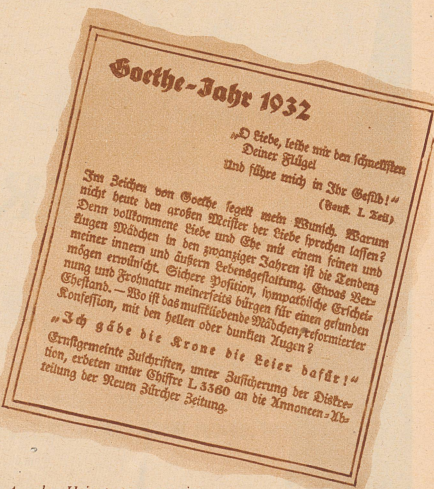 Goethe-Jahr 1932
„O Liebe, leihe mir den schnellsten
Deiner Flügel
Und führe mich in Ihr Gefild!“
(Faust. I. Teil)
Im Zeichen von Goethe segelt mein Wunsch. Warum
nicht heute den großen Meister der Liebe sprechen lassen?
Denn vollkommene Liebe und Ehe mit einem feinen und
klugen Mädchen in den zwanziger Jahren ist die Tendenz
meiner innern und äußern Lebensgestaltung. Etwas Ver-
mögen erwünscht. Sichere Position, sympathische Erschei-
nung und Frohnatur meinerseits bürgen für einen gesunden
Ehestand. — Wo ist das musikliebende Mädchen, reformierter
Konfession, mit den hellen oder dunklen Augen?
„Ich gäbe die Krone die Leier dafür!“
Ernstgemeinte Zuschriften, unter Zusicherung der Diskre-
tion, erbeten unter Chiffre L 3360 an die Annoncen-Ab-
teilung der Neuen Zürcher Zeitung.